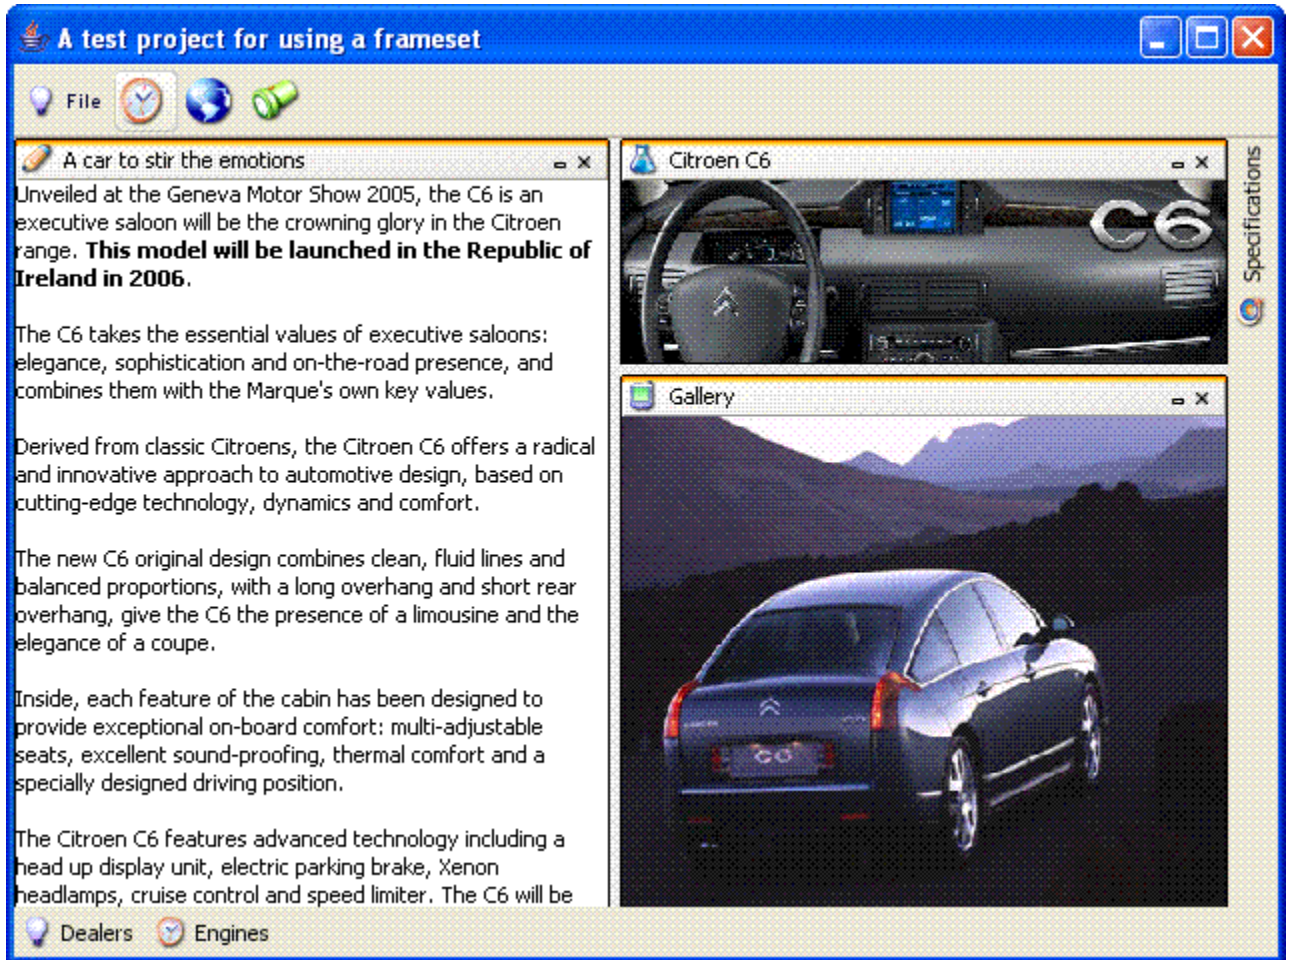 A test project for using a frameset
File
A car to stir the emotions
Unveiled at the Geneva Motor Show 2005, the C6 is an
executive saloon will be the crowning glory in the Citroen
range. This model will be launched in the Republic of
Ireland in 2006.
The C6 takes the essential values of executive saloons:
elegance, sophistication and on-the-road presence, and
combines them with the Marque's own key values.
Derived from classic Citroens, the Citroen C6 offers a radical
and innovative approach to automotive design, based on
cutting-edge technology, dynamics and comfort.
The new C6 original design combines clean, fluid lines and
balanced proportions, with a long overhang and short rear
overhang, give the C6 the presence of a limousine and the
elegance of a coupe.
Inside, each feature of the cabin has been designed to
provide exceptional on-board comfort: multi-adjustable
seats, excellent sound-proofing, thermal comfort and a
specially designed driving position.
The Citroen C6 features advanced technology including a
head up display unit, electric parking brake, Xenon
headlamps, cruise control and speed limiter. The C6 will be
Citroen C6
C6
Gallery
C6
Specifications
Dealers
Engines